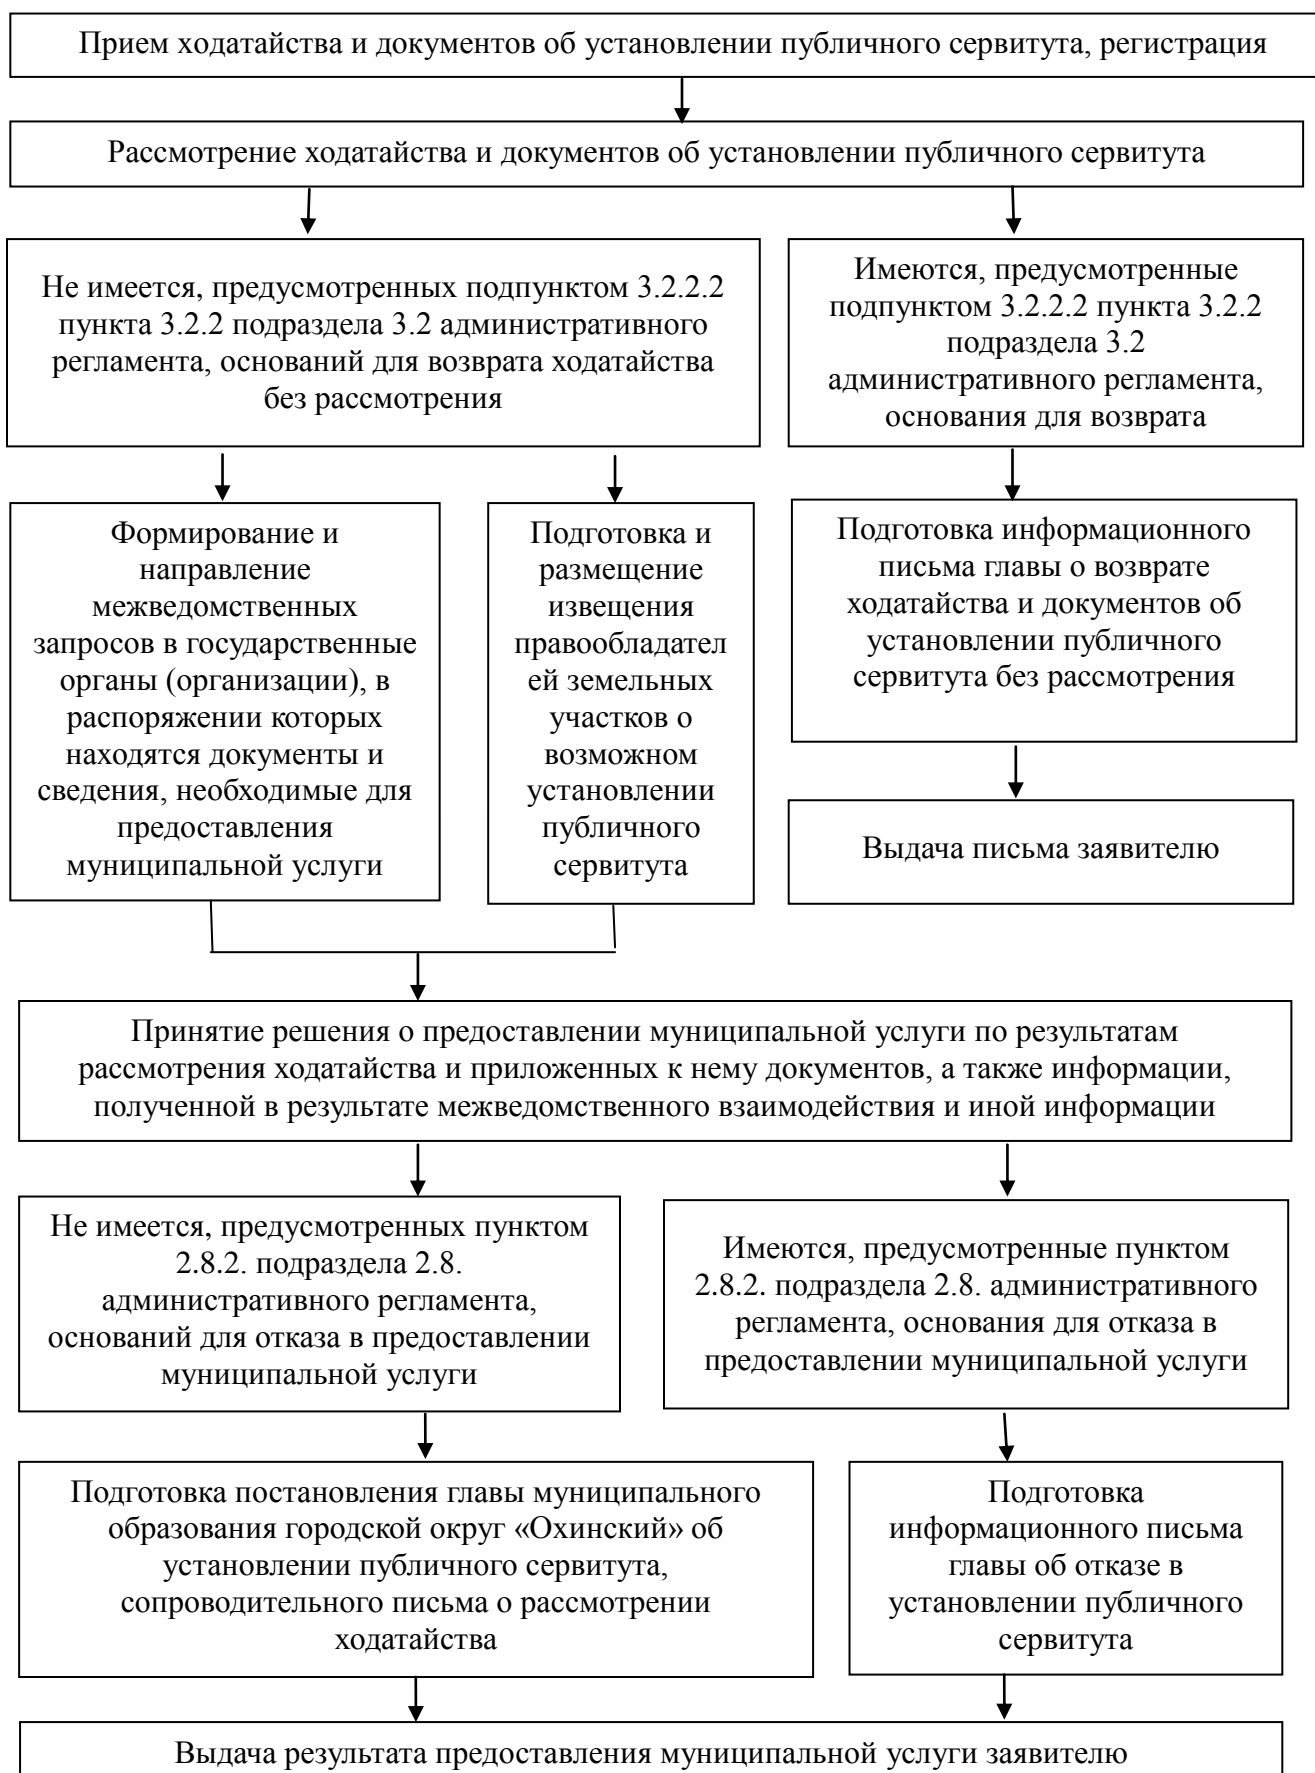 Прием ходатайства и документов об установлении публичного сервитута, регистрация
Рассмотрение ходатайства и документов об установлении публичного сервитута
Не имеется, предусмотренных подпунктом 3.2.2.2
пункта 3.2.2 подраздела 3.2 административного
регламента, оснований для возврата ходатайства
без рассмотрения
Имеются, предусмотренные
подпунктом 3.2.2.2 пункта 3.2.2
подраздела 3.2
административного регламента,
основания для возврата
Формирование и
направление
межведомственных
запросов в государственные
органы (организации), в
распоряжении которых
находятся документы и
сведения, необходимые для
предоставления
муниципальной услуги
Подготовка и
размещение
извещения
правообладател
ей земельных
участков о
возможном
установлении
публичного
сервитута
Подготовка информационного
письма главы о возврате
ходатайства и документов об
установлении публичного
сервитута без рассмотрения
Выдача письма заявителю
Принятие решения о предоставлении муниципальной услуги по результатам
рассмотрения ходатайства и приложенных к нему документов, а также информации,
полученной в результате межведомственного взаимодействия и иной информации
Не имеется, предусмотренных пунктом
2.8.2. подраздела 2.8.
административного регламента,
оснований для отказа в предоставлении
муниципальной услуги
Имеются, предусмотренные пунктом
2.8.2. подраздела 2.8. административного
регламента, основания для отказа в
предоставлении муниципальной услуги
Подготовка постановления главы муниципального
образования городской округ «Охинский» об
установлении публичного сервитута,
сопроводительного письма о рассмотрении
ходатайства
Подготовка
информационного письма
главы об отказе в
установлении публичного
сервитута
Выдача результата предоставления муниципальной услуги заявителю